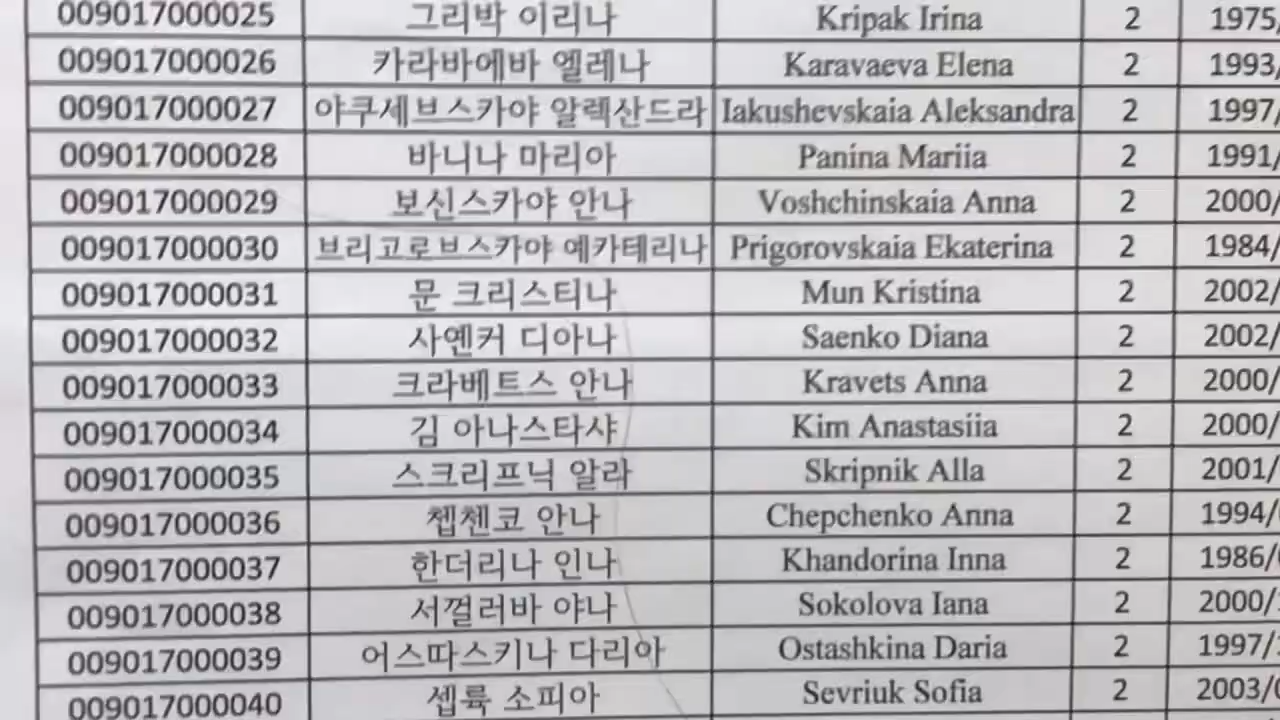 009017000025 그리박 이리나 Kripak Irina 2 1975/
009017000026 카라바에바 엘레나 Karavaeva Elena 2 1993/
009017000027 야쿠세브스카야 알렉산드라 Iakushevskaia Aleksandra 2 1997/
009017000028 바니나 마리아 Panina Mariia 2 1991/
009017000029 보신스카야 안나 Voshchinskaia Anna 2 2000/
009017000030 브리고로브스카야 예카테리나 Prigorovskaia Ekaterina 2 1984/
009017000031 문 크리스티나 Mun Kristina 2 2002/
009017000032 사옌커 디아나 Saenko Diana 2 2002/
009017000033 크라베트스 안나 Kravets Anna 2 2000/
009017000034 김 아나스타샤 Kim Anastasiia 2 2000/
009017000035 스크리프닉 알라 Skripnik Alla 2 2001/
009017000036 쳅첸코 안나 Chepchenko Anna 2 1994/
009017000037 한더리나 인나 Khandorina Inna 2 1986/
009017000038 서껄러바 야나 Sokolova Iana 2 2000/
009017000039 어스따스키나 다리아 Ostashkina Daria 2 1997/
009017000040 셉륙 소피아 Sevriuk Sofia 2 2003/